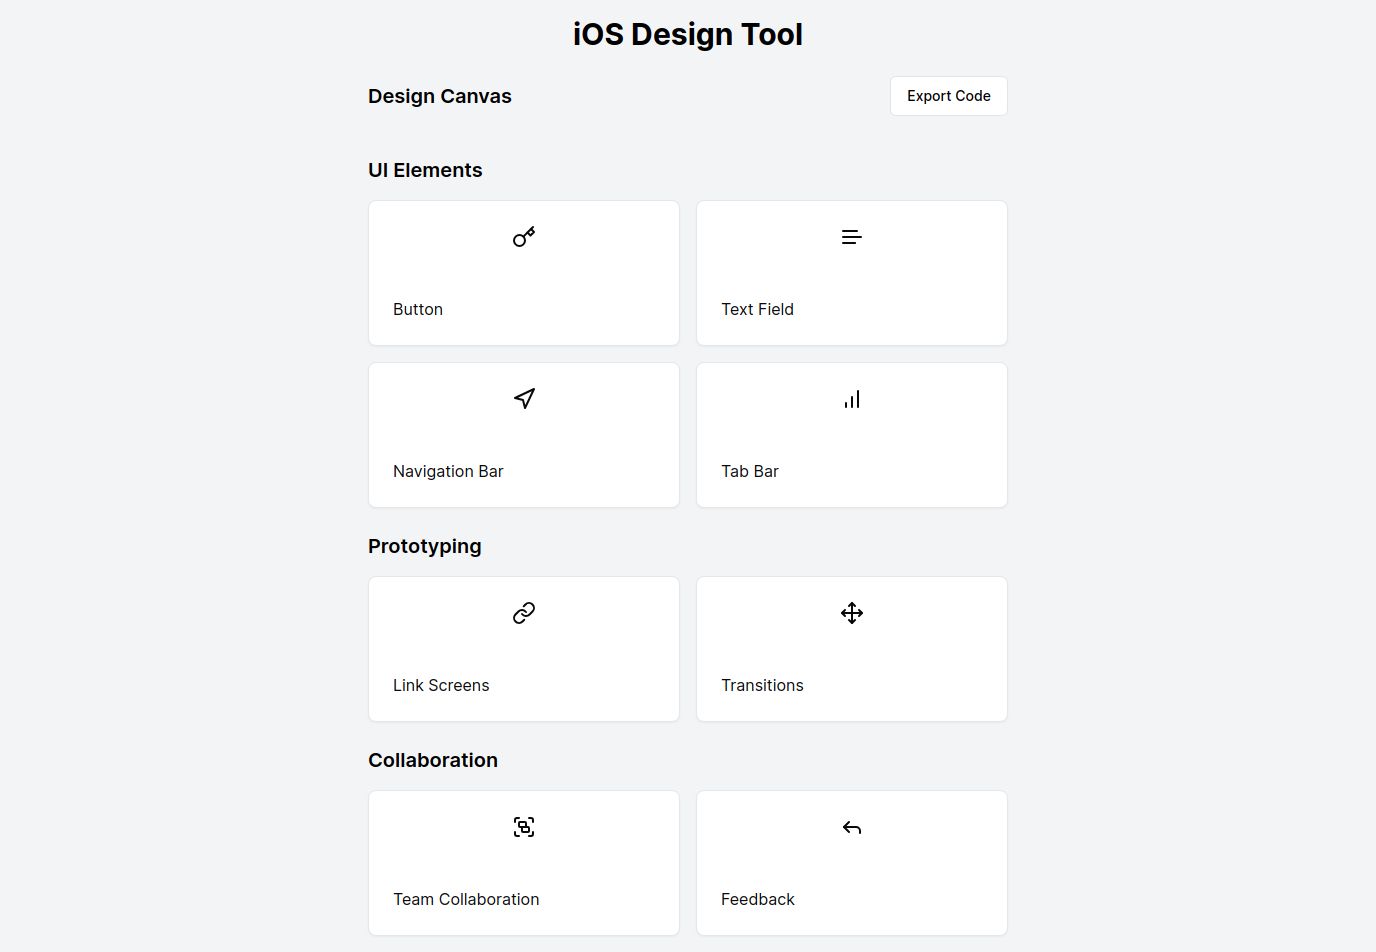 iOS Design Tool
Design Canvas
Export Code
UI Elements
Button
Text Field
Navigation Bar
Tab Bar
Prototyping
Link Screens
Transitions
Collaboration
Team Collaboration
Feedback